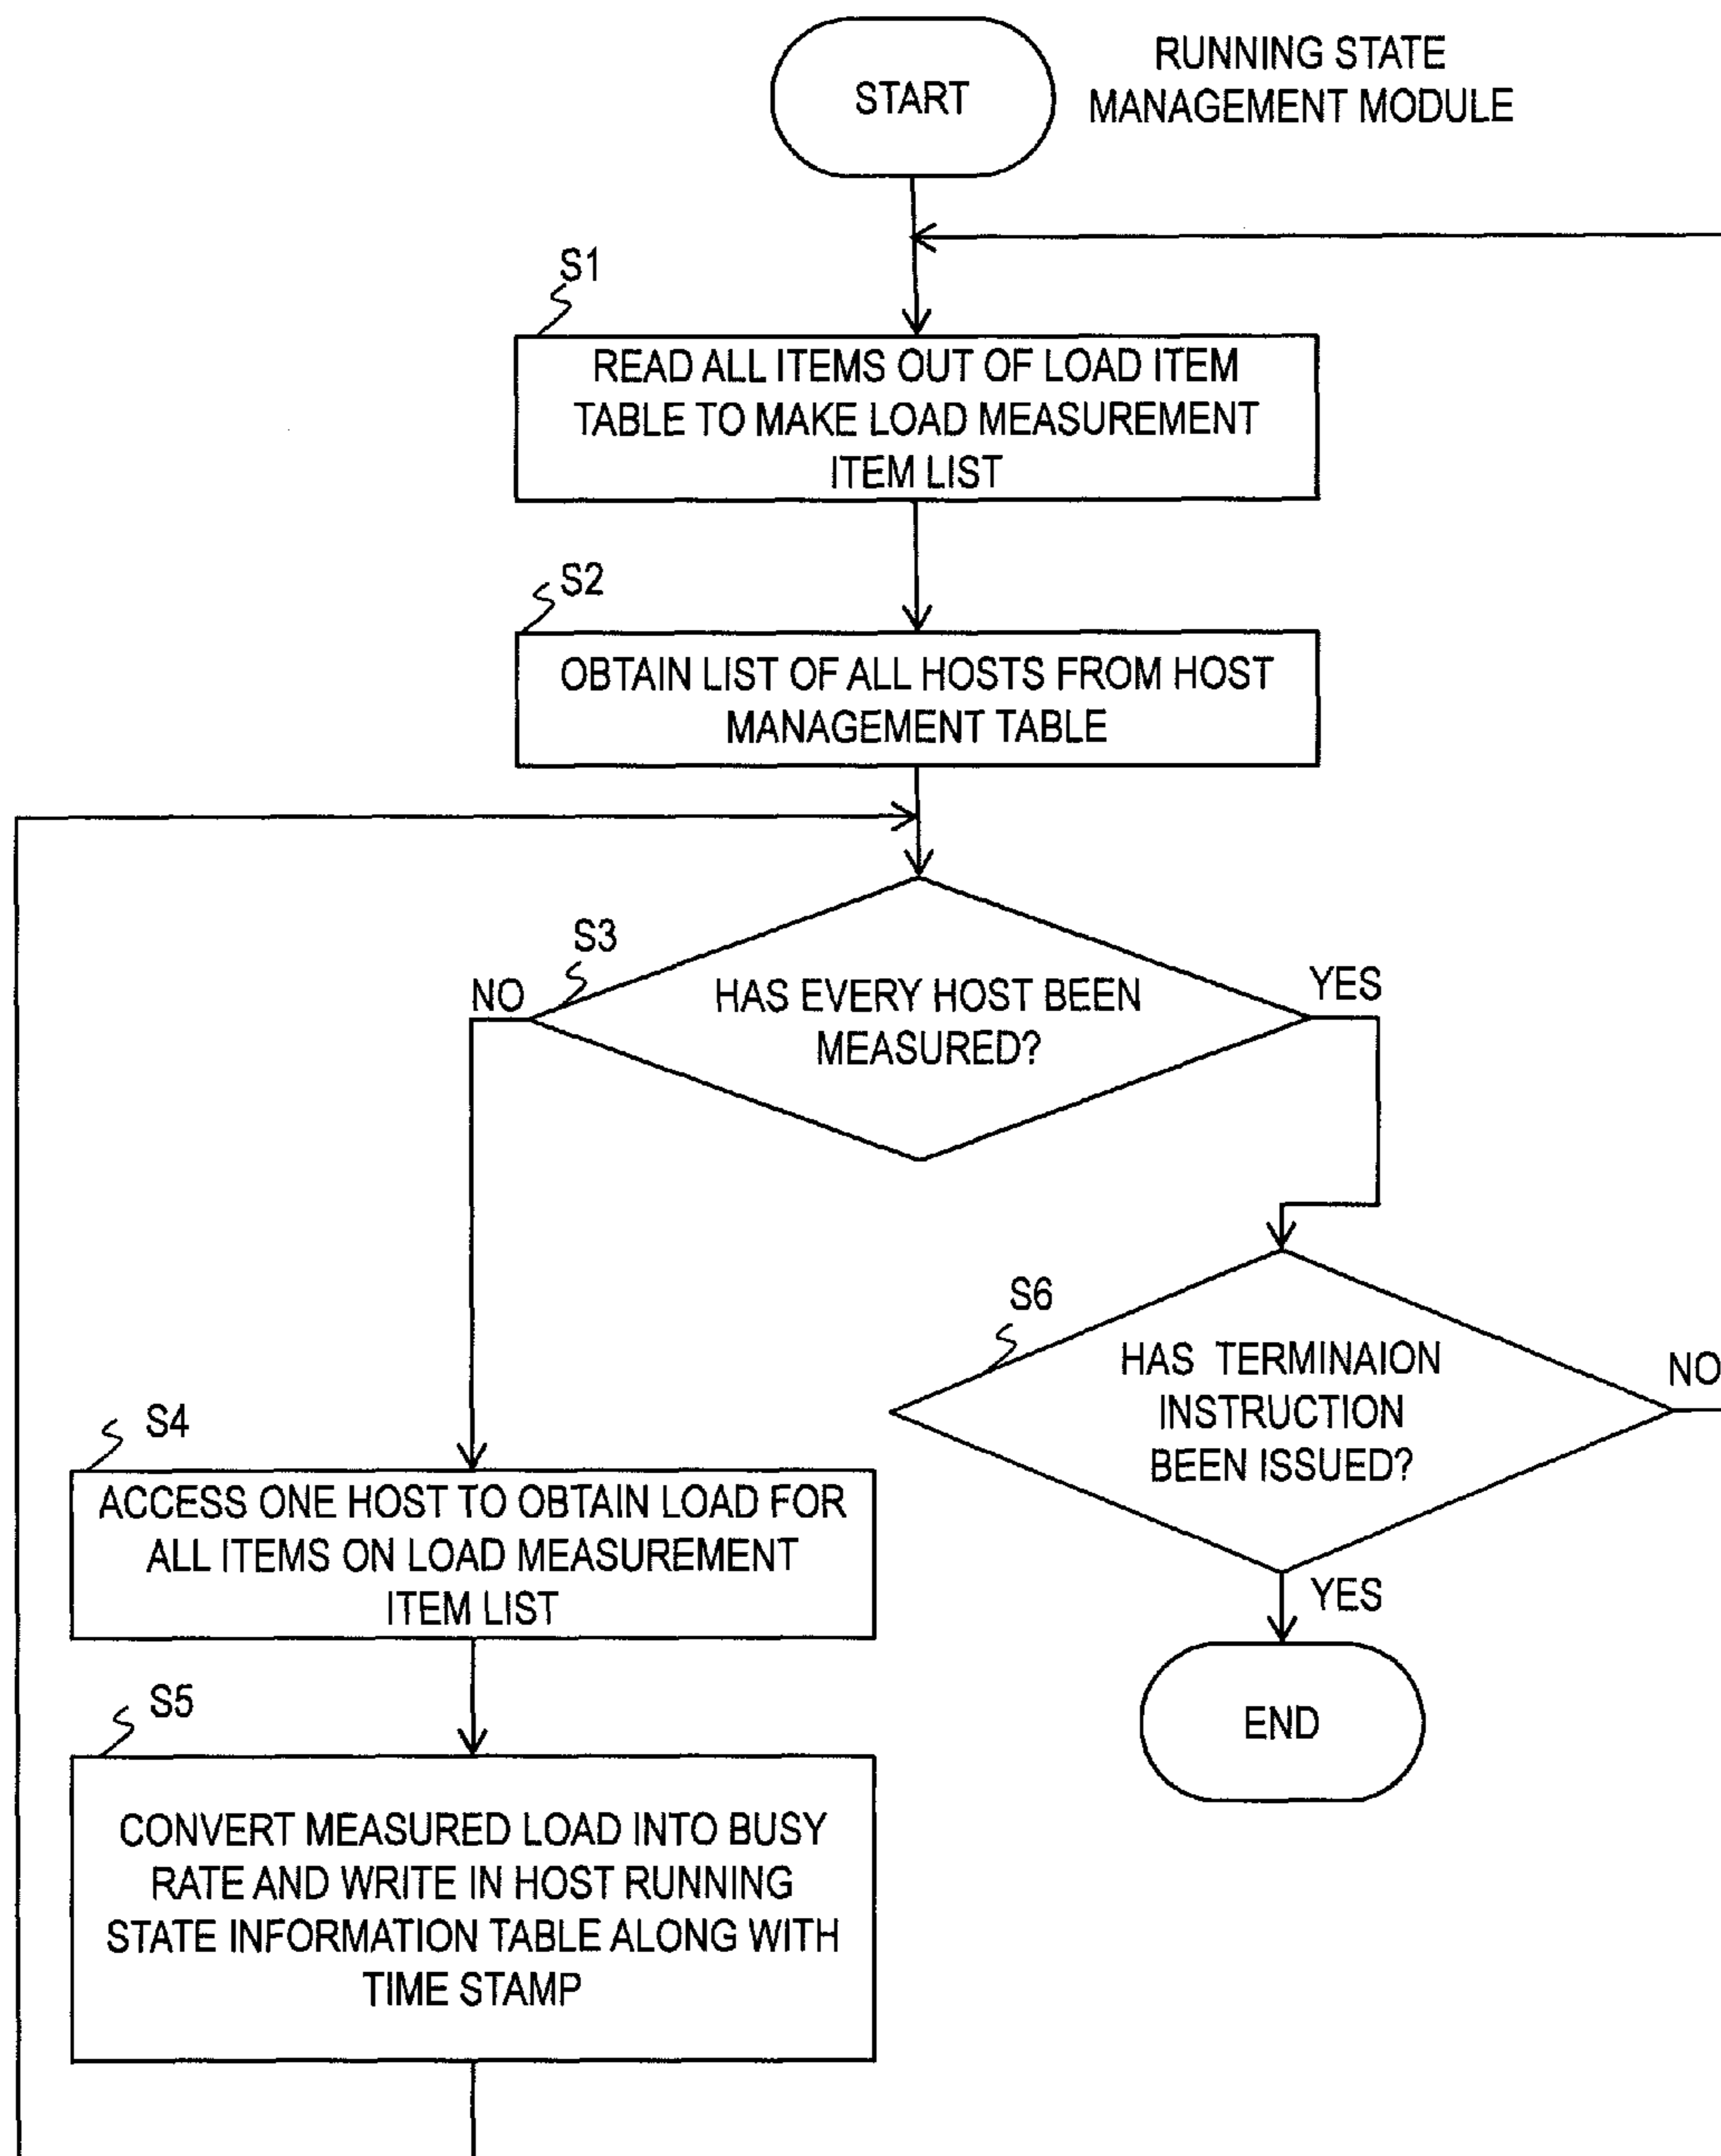 START
RUNNING STATE
MANAGEMENT MODULE
S1
READ ALL ITEMS OUT OF LOAD ITEM
TABLE TO MAKE LOAD MEASUREMENT
ITEM LIST
S2
OBTAIN LIST OF ALL HOSTS FROM HOST
MANAGEMENT TABLE
S3
NO
HAS EVERY HOST BEEN
MEASURED?
YES
S6
HAS TERMINAION
INSTRUCTION
BEEN ISSUED?
NO
YES
END
S4
ACCESS ONE HOST TO OBTAIN LOAD FOR
ALL ITEMS ON LOAD MEASUREMENT
ITEM LIST
S5
CONVERT MEASURED LOAD INTO BUSY
RATE AND WRITE IN HOST RUNNING
STATE INFORMATION TABLE ALONG WITH
TIME STAMP